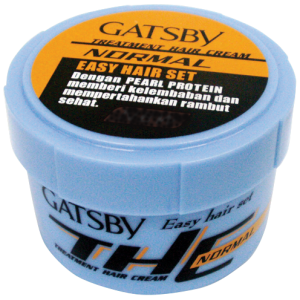 GATSBY
TREATMENT HAIR CREAM
NORMAL
EASY HAIR SET
Dengan PEARL PROTEIN
memberi kelembaban dan
mempertahankan rambut
sehat.
GATSBY
Easy hair set
THC
NORMAL
TREATMENT HAIR CREAM